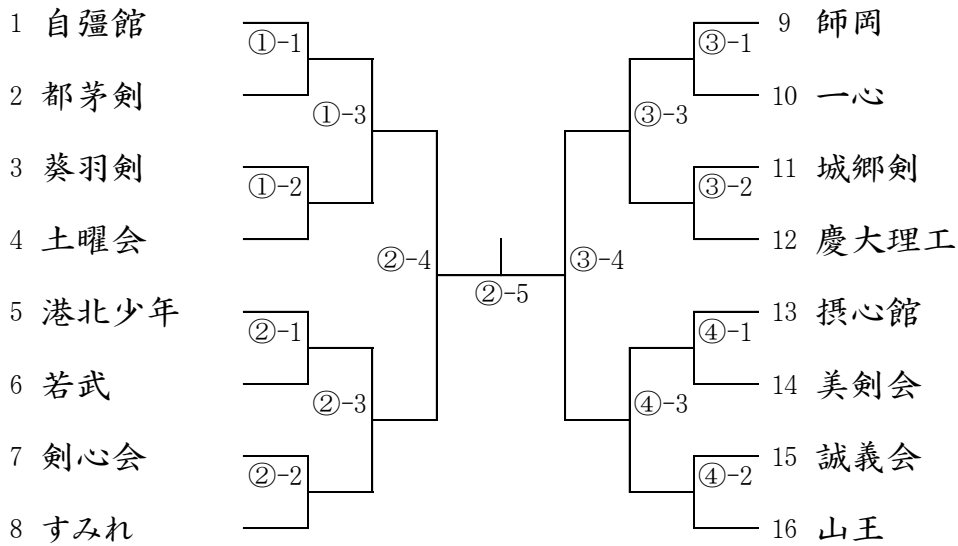 1 自彊館
①-1
2 都茅剣
①-3
3 葵羽剣
①-2
4 土曜会
②-4
5 港北少年
②-1
6 若武
②-3
7 剣心会
②-2
8 すみれ
②-5
9 師岡
③-1
10 一心
③-3
11 城郷剣
③-2
12 慶大理工
③-4
13 摂心館
④-1
14 美剣会
④-3
15 誠義会
④-2
16 山王